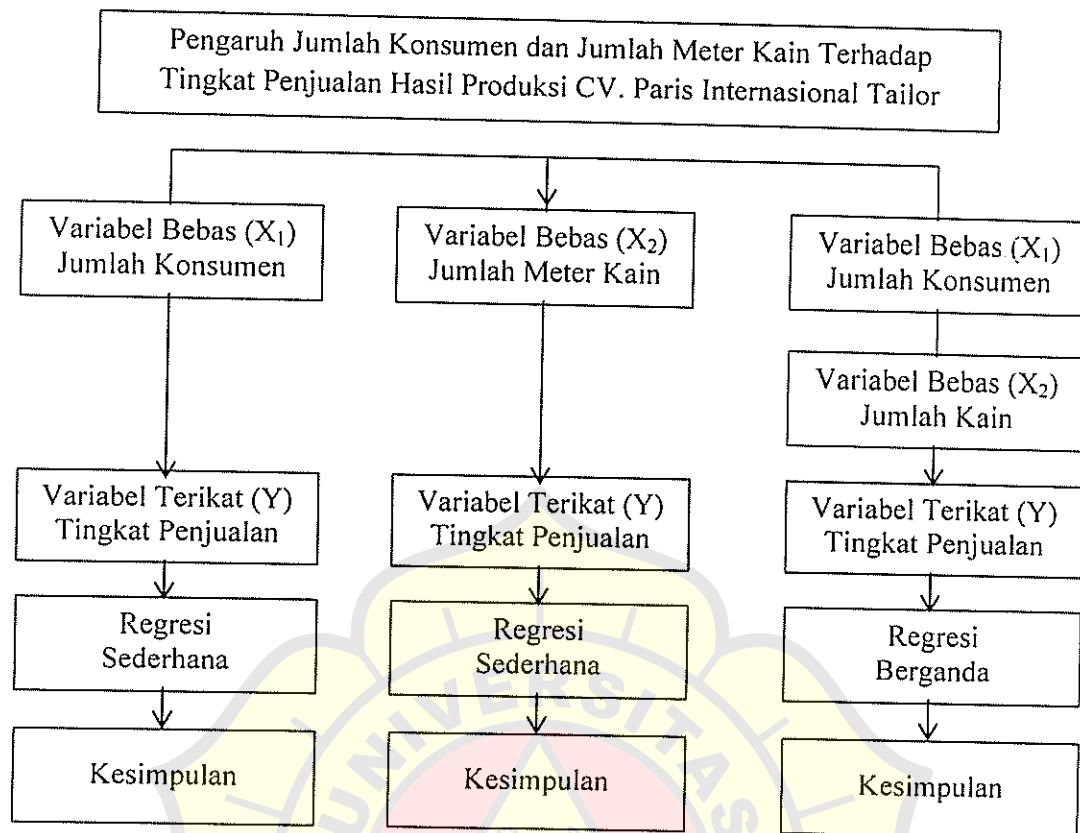 Pengaruh Jumlah Konsumen dan Jumlah Meter Kain Terhadap
Tingkat Penjualan Hasil Produksi CV. Paris Internasional Tailor
Variabel Bebas (X₁)
Jumlah Konsumen
Variabel Bebas (X₂)
Jumlah Meter Kain
Variabel Bebas (X₁)
Jumlah Konsumen
Variabel Bebas (X₂)
Jumlah Kain
Variabel Terikat (Y)
Tingkat Penjualan
Variabel Terikat (Y)
Tingkat Penjualan
Variabel Terikat (Y)
Tingkat Penjualan
Regresi
Sederhana
Regresi
Sederhana
Regresi
Berganda
Kesimpulan
Kesimpulan
Kesimpulan
UNIVERSITAS